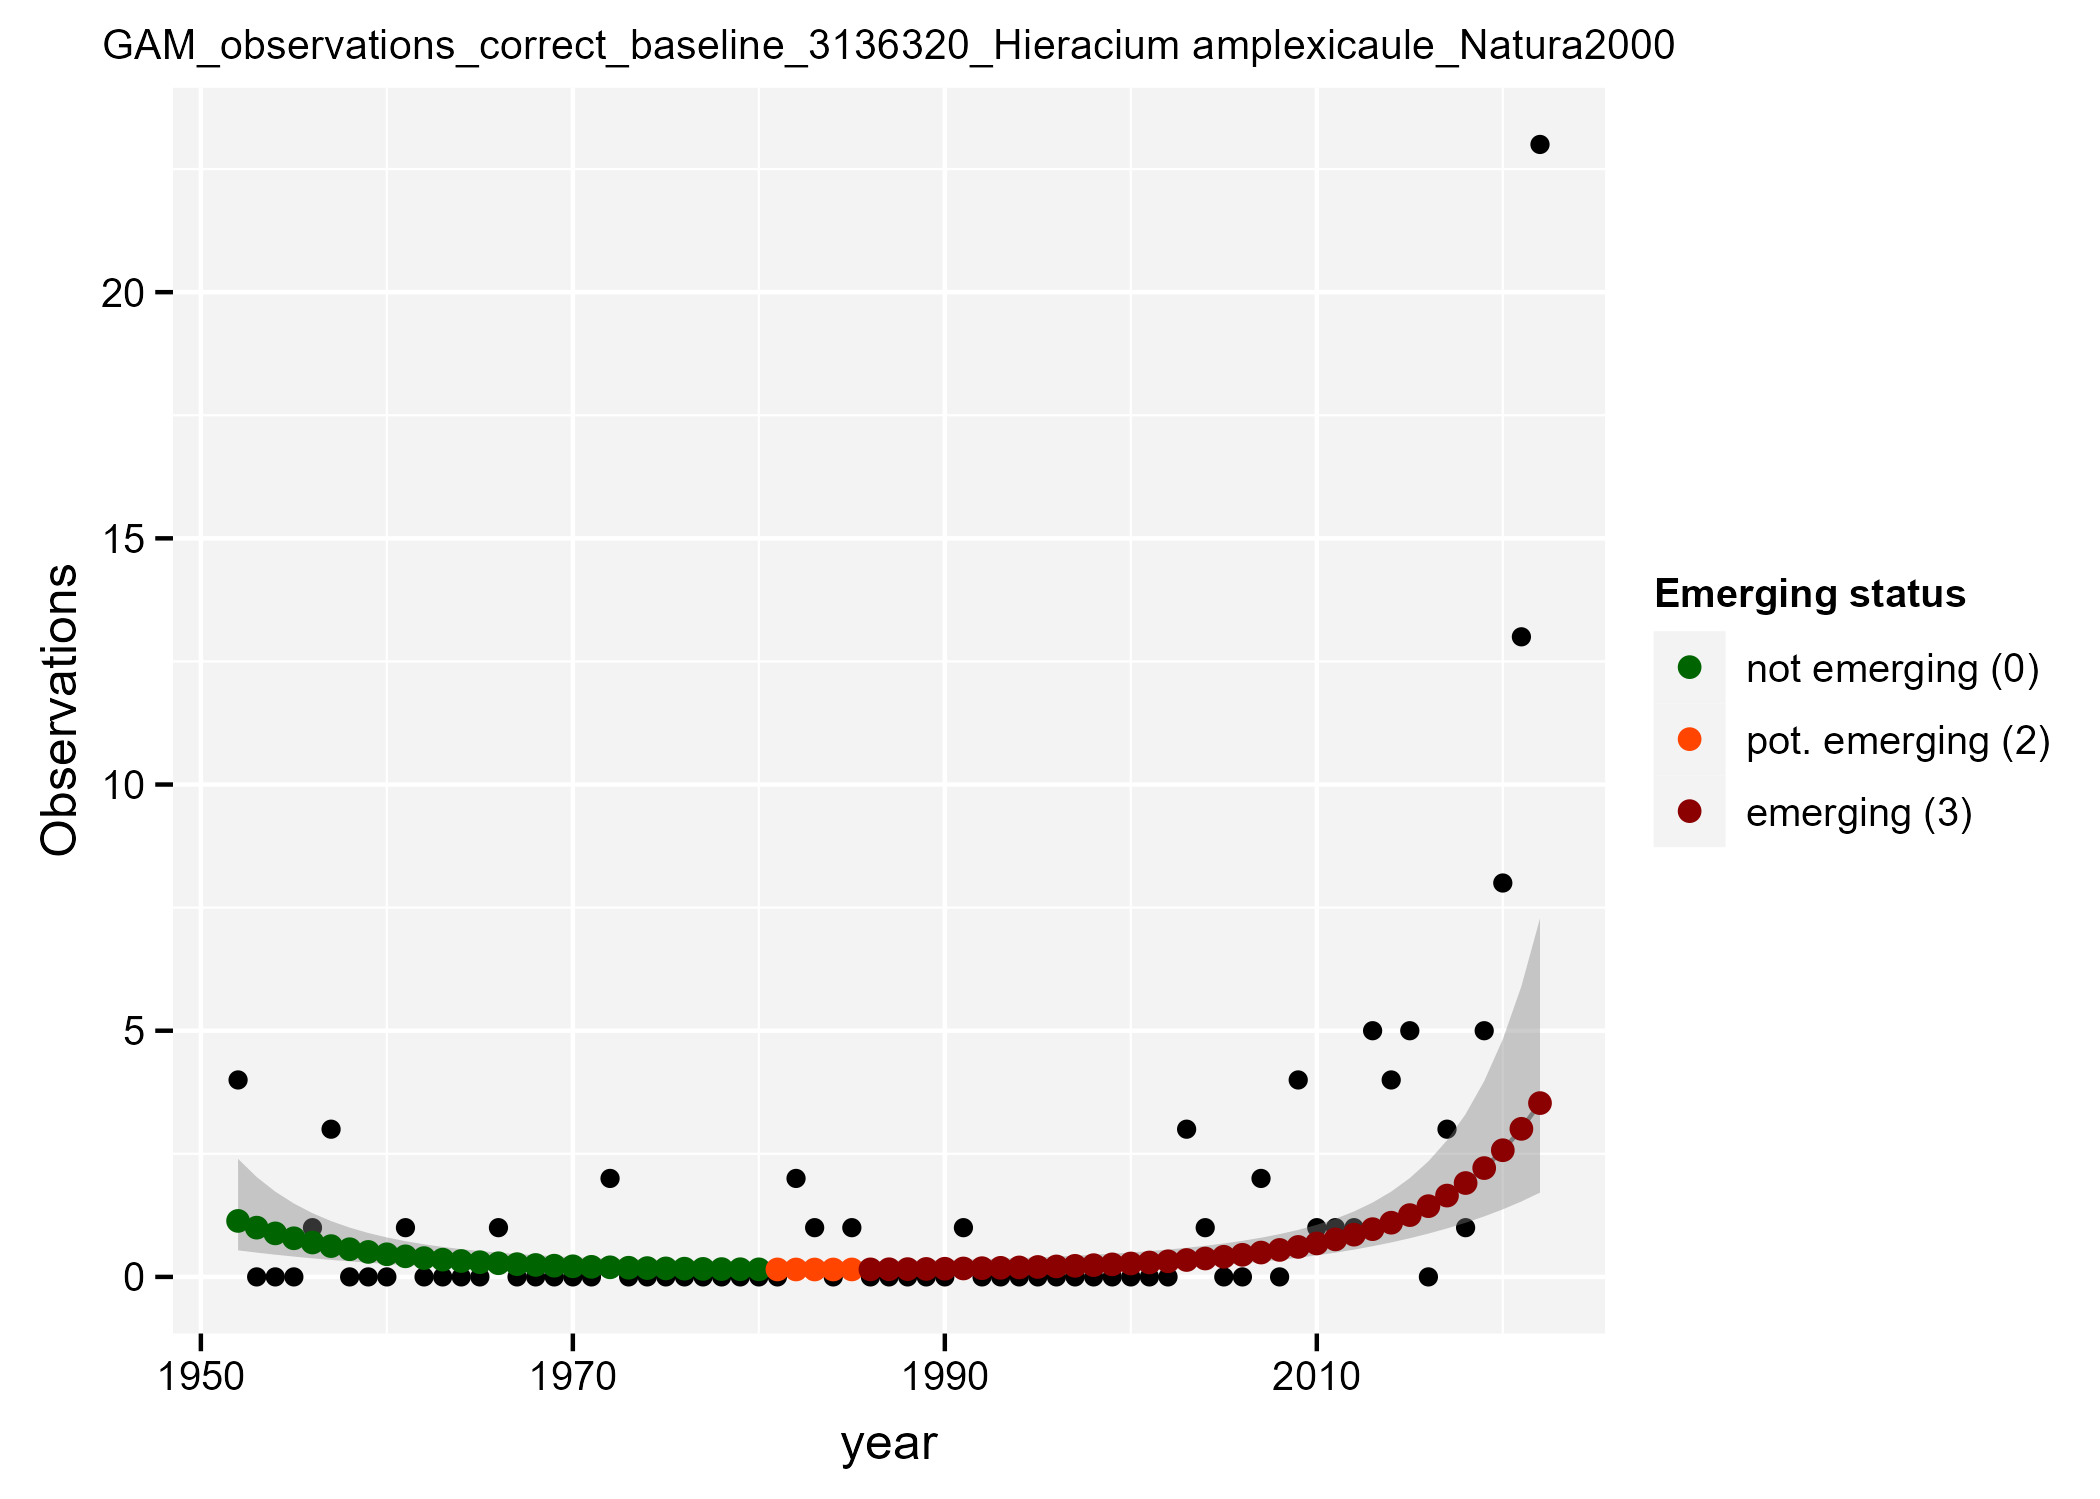 GAM_observations_correct_baseline_3136320_Hieracium amplexicaule_Natura2000
Observations
20
15
10
5
0
1950
1970
1990
2010
year
Emerging status
not emerging (0)
pot. emerging (2)
emerging (3)